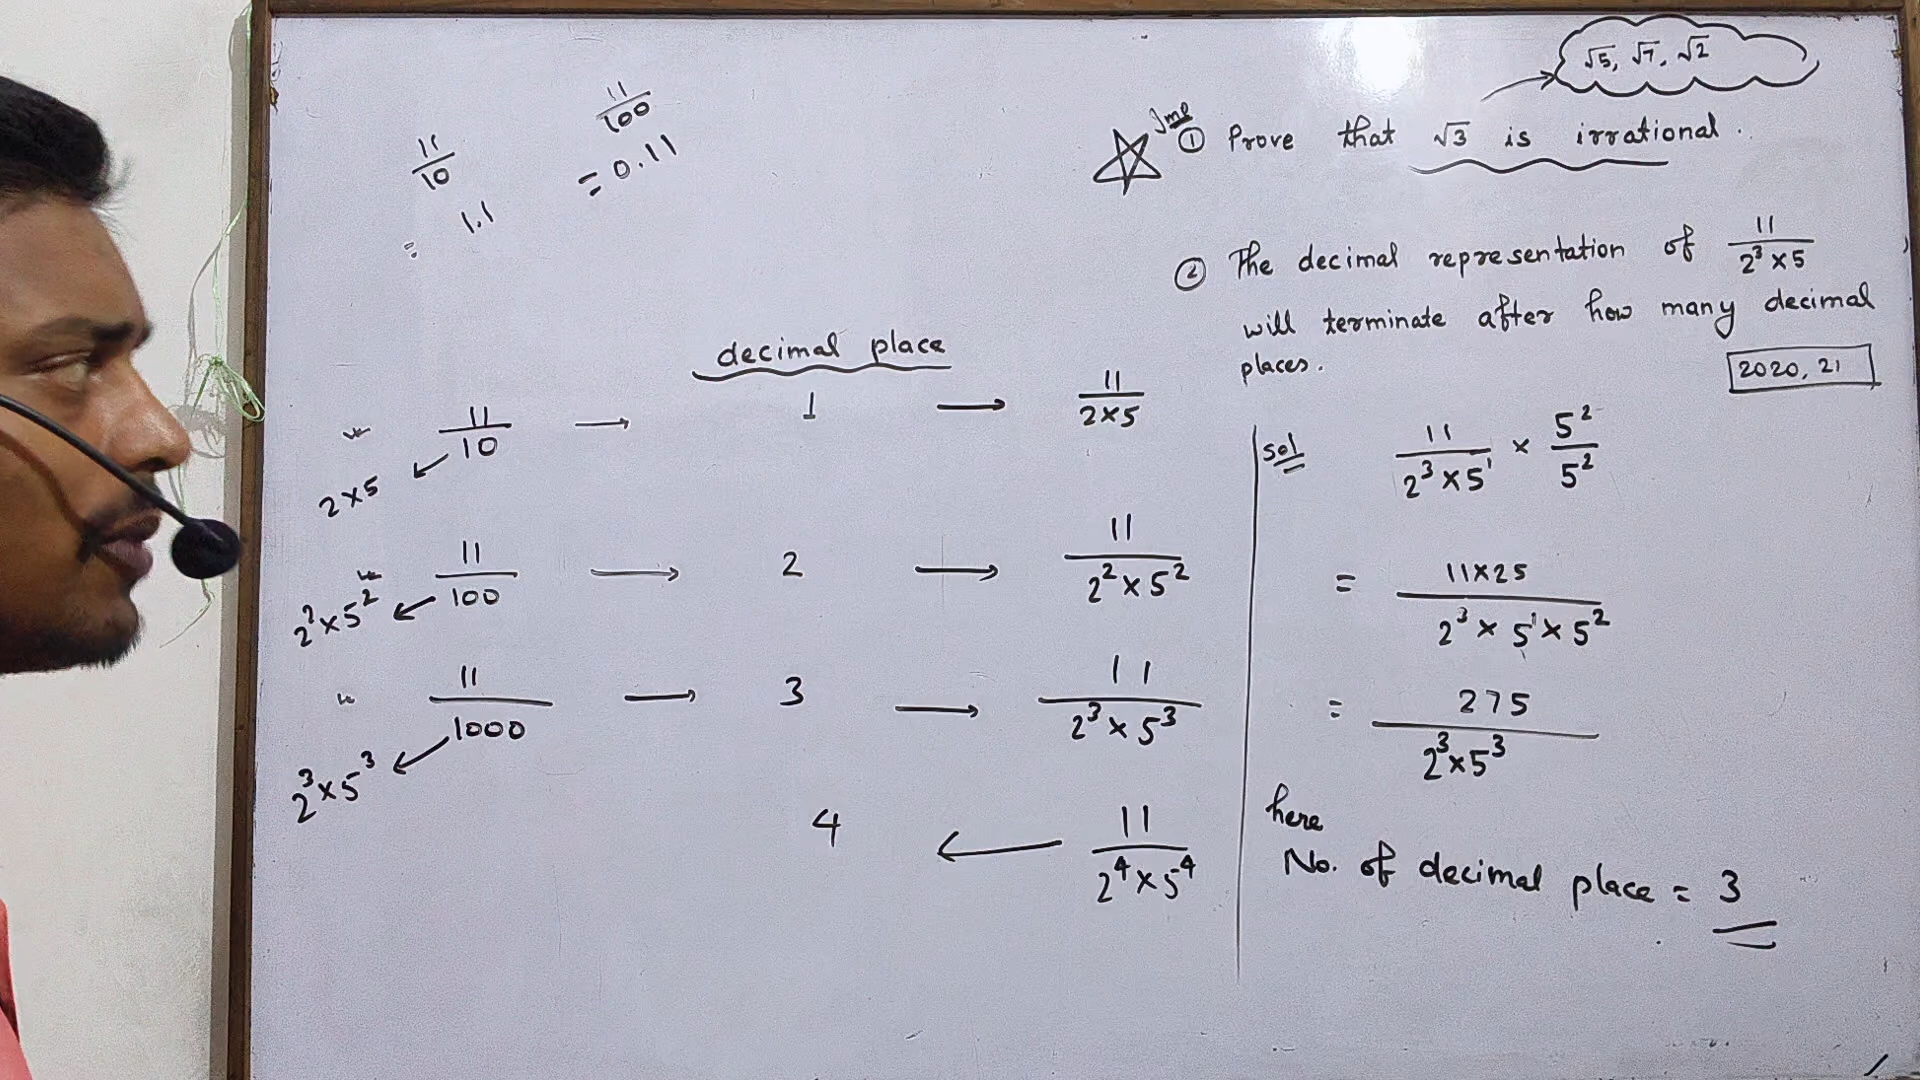 11/10
= 1.1
11/100
= 0.11
√5, √7, √2
Imp
① Prove that √3 is irrational.
② The decimal representation of 11/(2³ × 5)
will terminate after how many decimal
places.
2020, 21
decimal place
11/10 → 1 → 11/(2×5)
2×5
11/100 → 2 → 11/(2² × 5²)
2² × 5²
11/1000 → 3 → 11/(2³ × 5³)
2³ × 5³
4 ← 11/(2⁴ × 5⁴)
Sol
11/(2³ × 5¹) × 5²/5²
= 11×25/(2³ × 5¹ × 5²)
= 275/(2³ × 5³)
here
No. of decimal place = 3